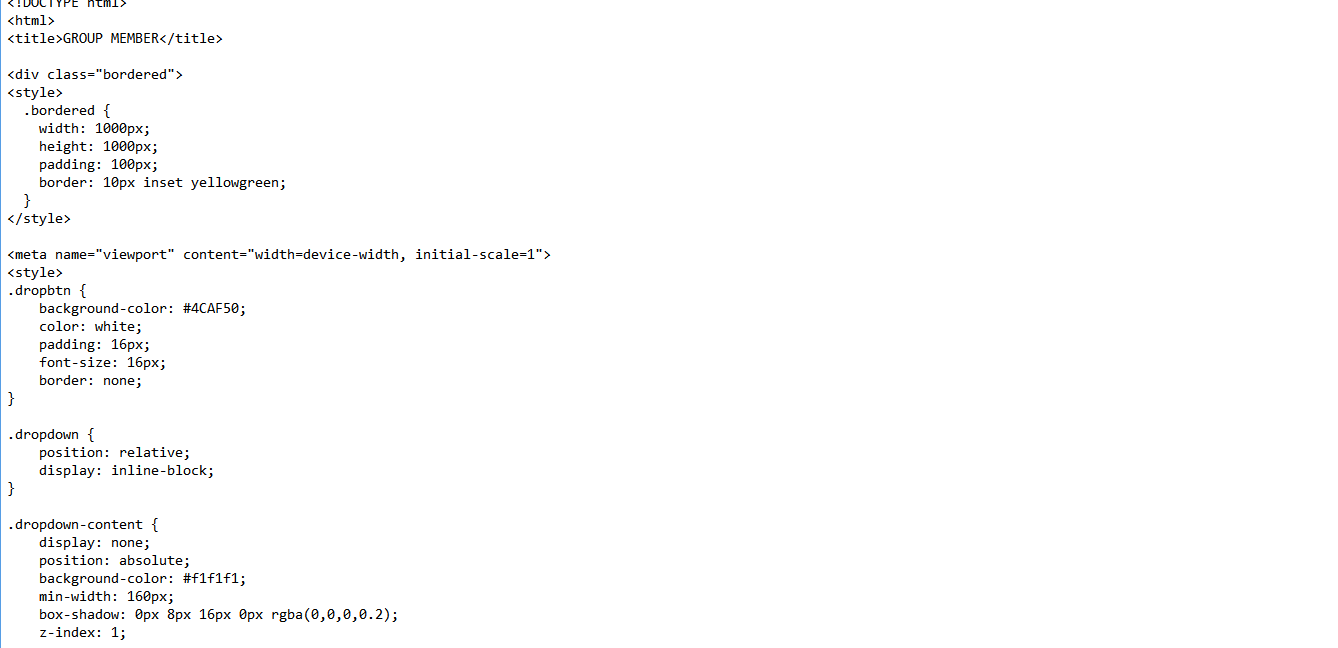 <!DOCTYPE html>
<html>
<title>GROUP MEMBER</title>
<div class="bordered">
<style>
.bordered {
width: 1000px;
height: 1000px;
padding: 100px;
border: 10px inset yellowgreen;
}
</style>
<meta name="viewport" content="width=device-width, initial-scale=1">
<style>
.dropbtn {
background-color: #4CAF50;
color: white;
padding: 16px;
font-size: 16px;
border: none;
}
.dropdown {
position: relative;
display: inline-block;
}
.dropdown-content {
display: none;
position: absolute;
background-color: #f1f1f1;
min-width: 160px;
box-shadow: 0px 8px 16px 0px rgba(0,0,0,0.2);
z-index: 1;